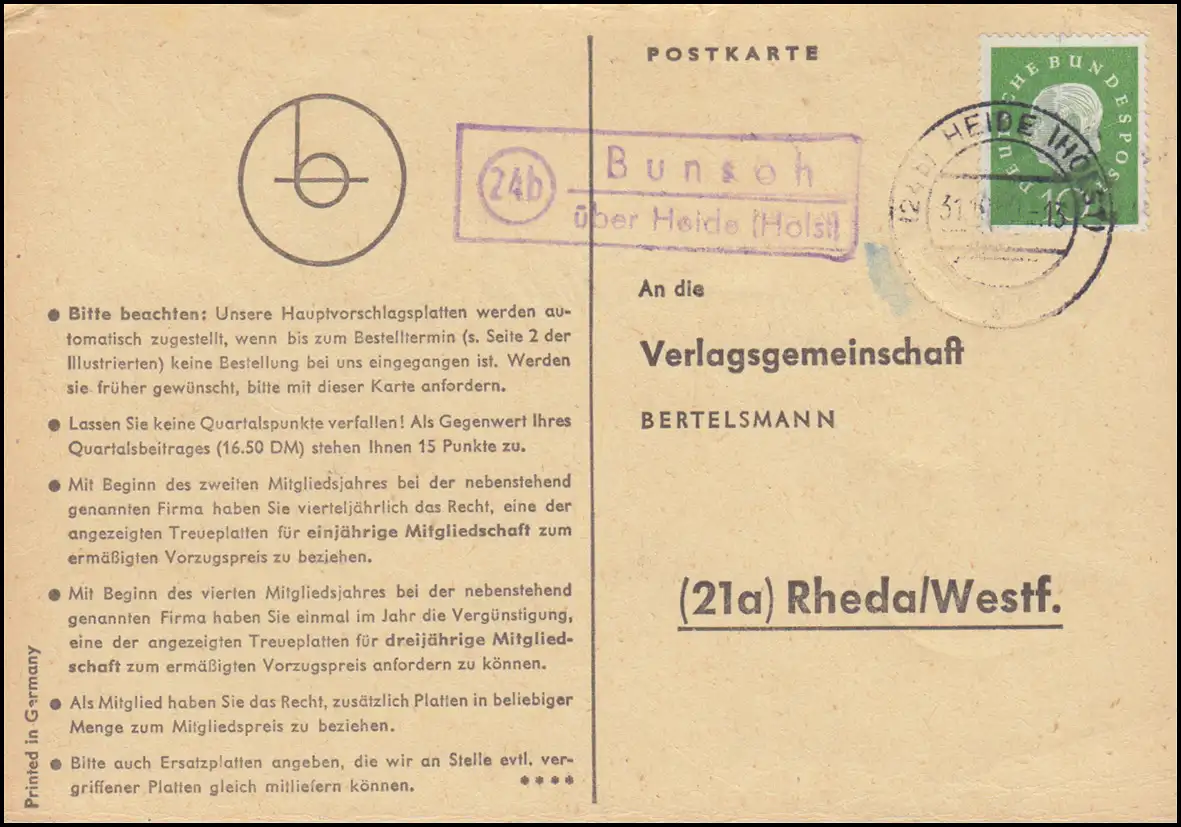 POSTKARTE
DEUTSCHE BUNDESPOST
10
(24b) HEIDE (HOLST)
24b
Bunsoh
über Heide (Holst)
● Bitte beachten: Unsere Hauptvorschlagsplatten werden au-
tomatisch zugestellt, wenn bis zum Bestelltermin (s. Seite 2 der
Illustrierten) keine Bestellung bei uns eingegangen ist. Werden
sie früher gewünscht, bitte mit dieser Karte anfordern.
● Lassen Sie keine Quartalspunkte verfallen! Als Gegenwert Ihres
Quartalsbeitrages (16.50 DM) stehen Ihnen 15 Punkte zu.
● Mit Beginn des zweiten Mitgliedsjahres bei der nebenstehend
genannten Firma haben Sie vierteljährlich das Recht, eine der
angezeigten Treueplatten für einjährige Mitgliedschaft zum
ermäßigten Vorzugspreis zu beziehen.
● Mit Beginn des vierten Mitgliedsjahres bei der nebenstehend
genannten Firma haben Sie einmal im Jahr die Vergünstigung,
eine der angezeigten Treueplatten für dreijährige Mitglied-
schaft zum ermäßigten Vorzugspreis anfordern zu können.
● Als Mitglied haben Sie das Recht, zusätzlich Platten in beliebiger
Menge zum Mitgliedspreis zu beziehen.
● Bitte auch Ersatzplatten angeben, die wir an Stelle evtl. ver-
griffener Platten gleich mitliefern können.
****
Printed in Germany
An die
Verlagsgemeinschaft
BERTELSMANN
(21a) Rheda/Westf.